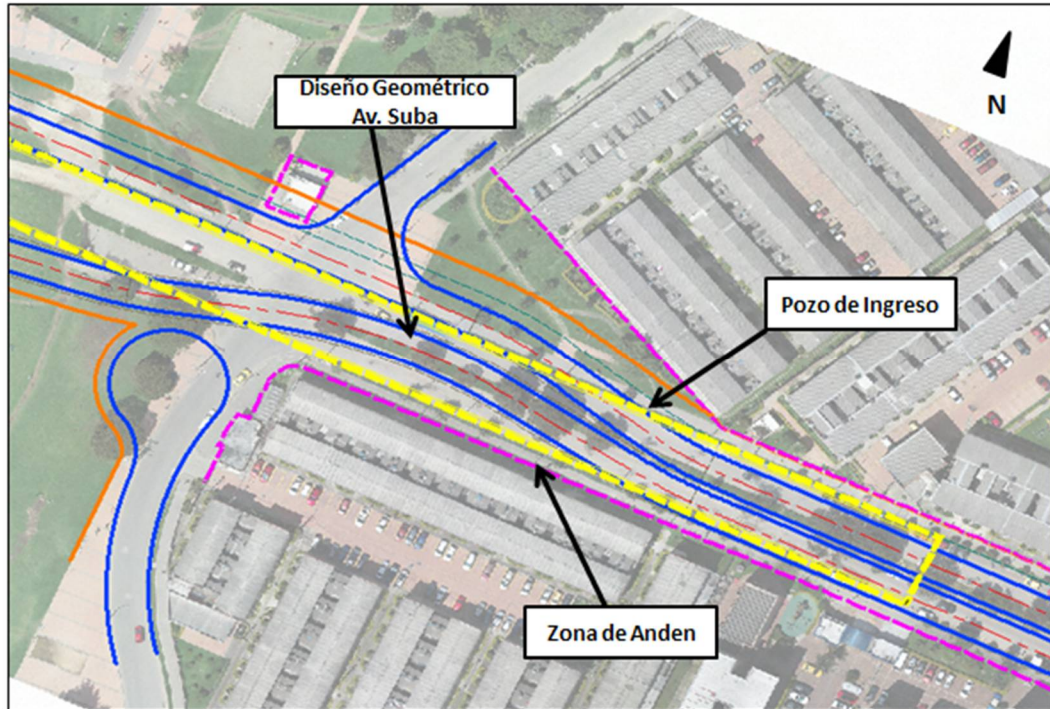 Diseño Geométrico
Av. Suba
N
Pozo de Ingreso
Zona de Anden